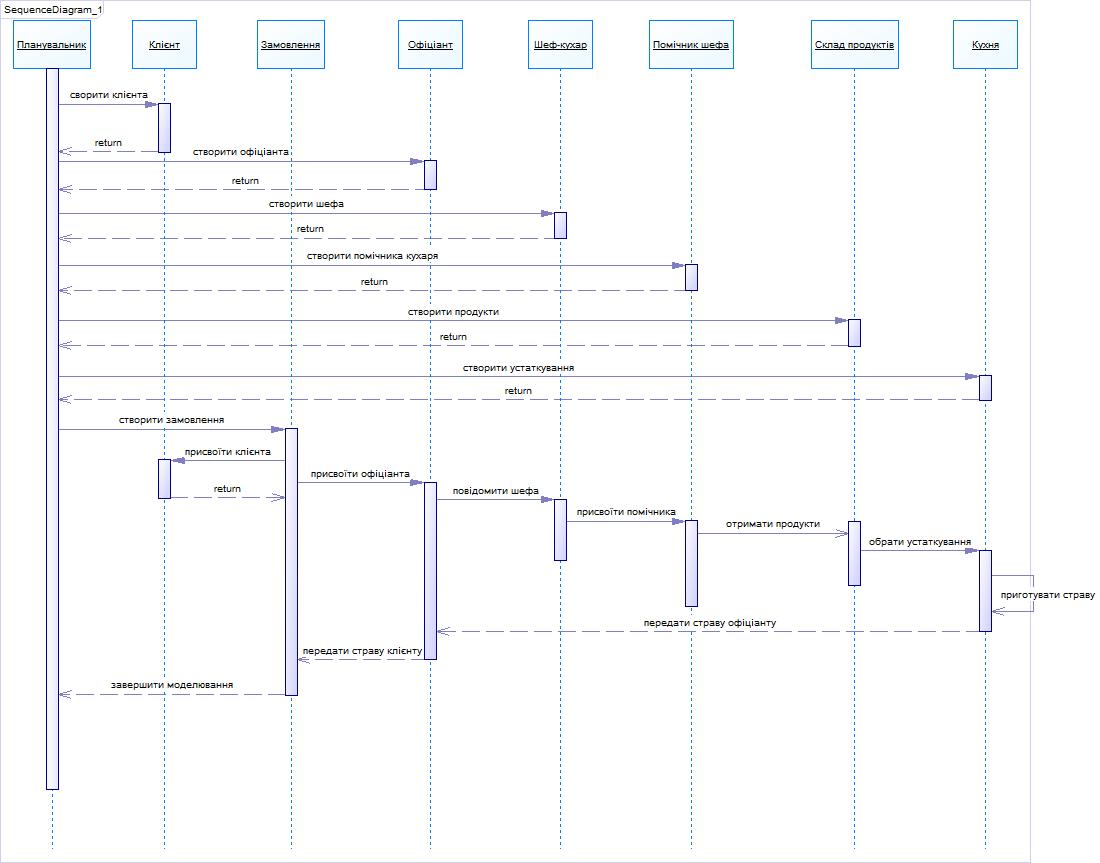 SequenceDiagram_1
Планувальник
Клієнт
Замовлення
Офіціант
Шеф-кухар
Помічник шефа
Склад продуктів
Кухня
сворити клієнта
return
створити офіціанта
return
створити шефа
return
створити помічника кухаря
return
створити продукти
return
створити устаткування
return
створити замовлення
присвоїти клієнта
присвоїти офіціанта
return
повідомити шефа
присвоїти помічника
отримати продукти
обрати устаткування
приготувати страву
передати страву офіціанту
передати страву клієнту
завершити моделювання